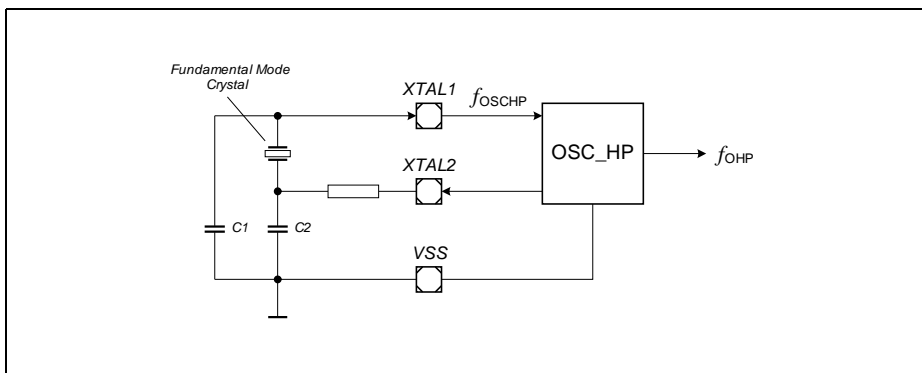 Fundamental Mode
Crystal
XTAL1
fOSCHP
OSC_HP
fOHP
XTAL2
C1
C2
VSS